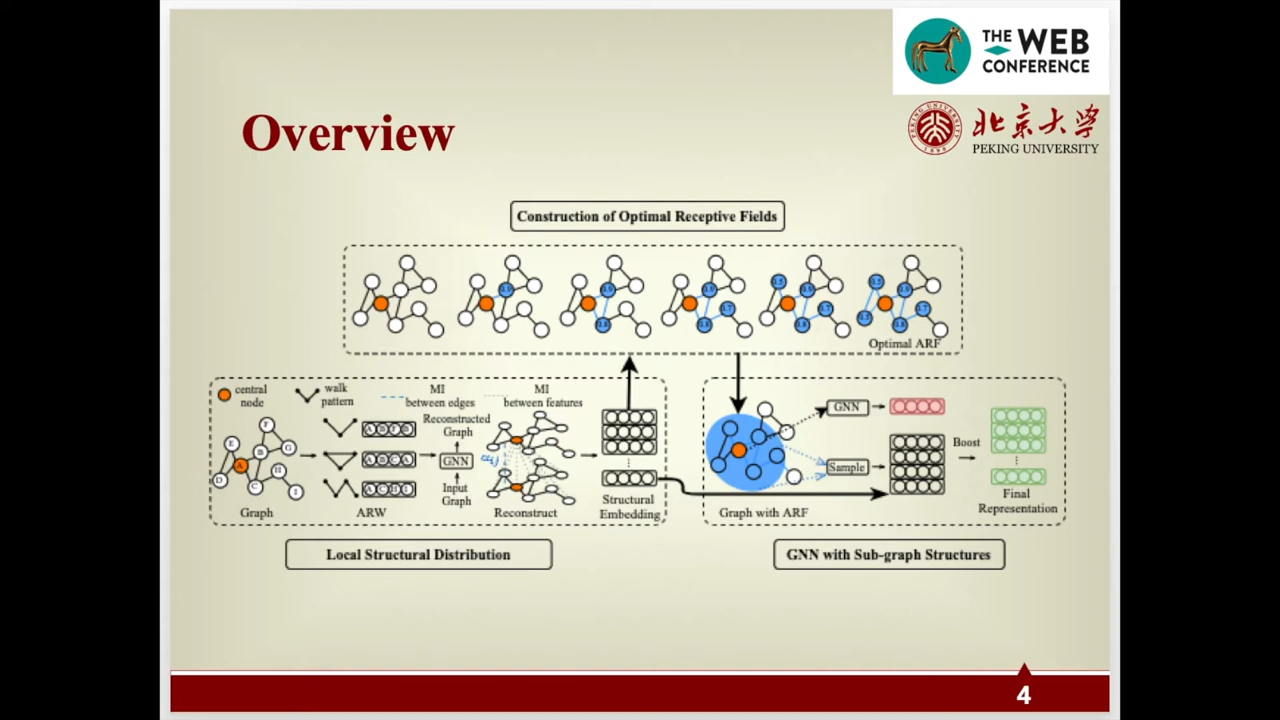 THE WEB
CONFERENCE
北京大学
PEKING UNIVERSITY
Overview
Construction of Optimal Receptive Fields
Optimal ARF
central
node
walk
pattern
MI
between edges
MI
between features
Reconstructed
Graph
GNN
Input
Graph
Graph
ARW
Reconstruct
Structural
Embedding
GNN
Sample
Boost
Graph with ARF
Final
Representation
Local Structural Distribution
GNN with Sub-graph Structures
4